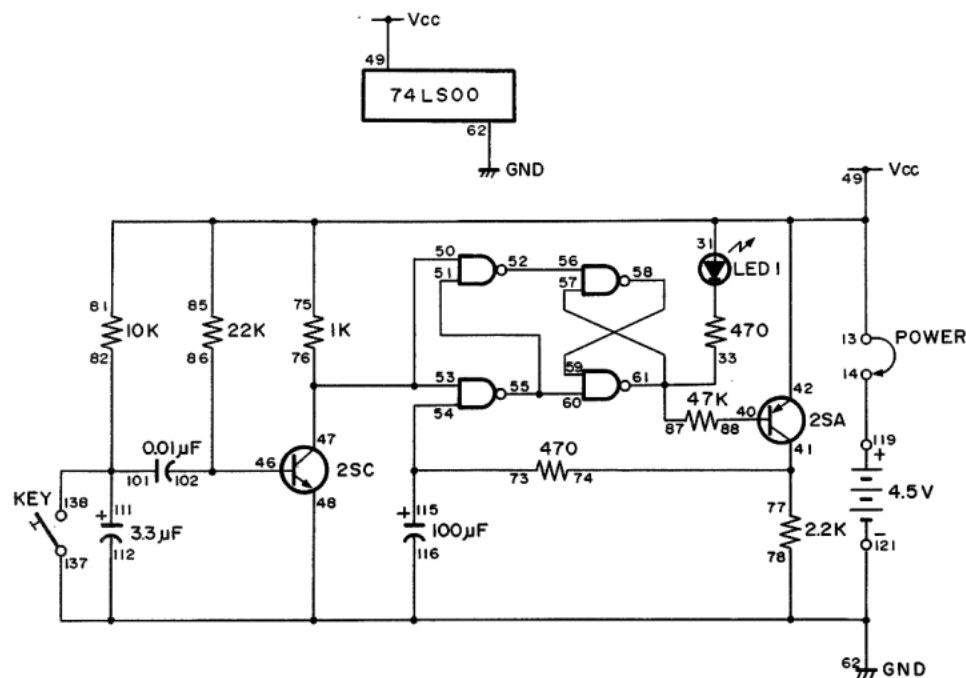 Vcc
49
74LS00
62
GND
Vcc
49
50
51
52
56
57
58
31
LED 1
81
10K
82
85
22K
86
75
1K
76
470
33
13
POWER
14
53
54
55
59
60
61
47K
87
88
40
42
2SA
41
0.01µF
101
102
46
47
2SC
48
470
73
74
119
+
4.5V
−
121
KEY
138
137
+
111
3.3µF
112
+
115
100µF
116
77
2.2K
78
62
GND